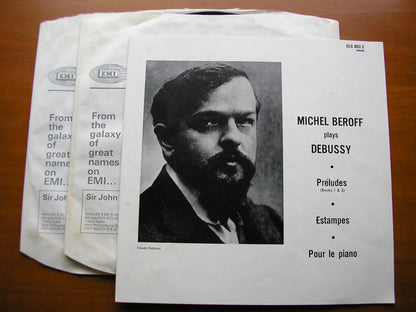 SLS 803 2
MICHEL BEROFF
plays
DEBUSSY
•
Préludes
(Books 1 & 2)
•
Estampes
•
Pour le piano
Claude Debussy
EMI
From
the
galaxy
of
great
names
on
EMI...
Sir John
EMI
From
the
galaxy
of
great
names
on
EMI...
Sir John